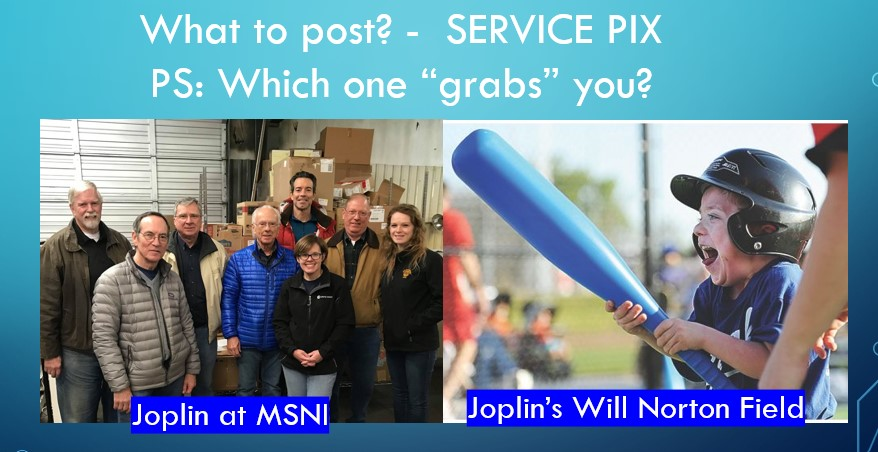 What to post? - SERVICE PIX
PS: Which one “grabs” you?
Joplin at MSNI
Joplin’s Will Norton Field